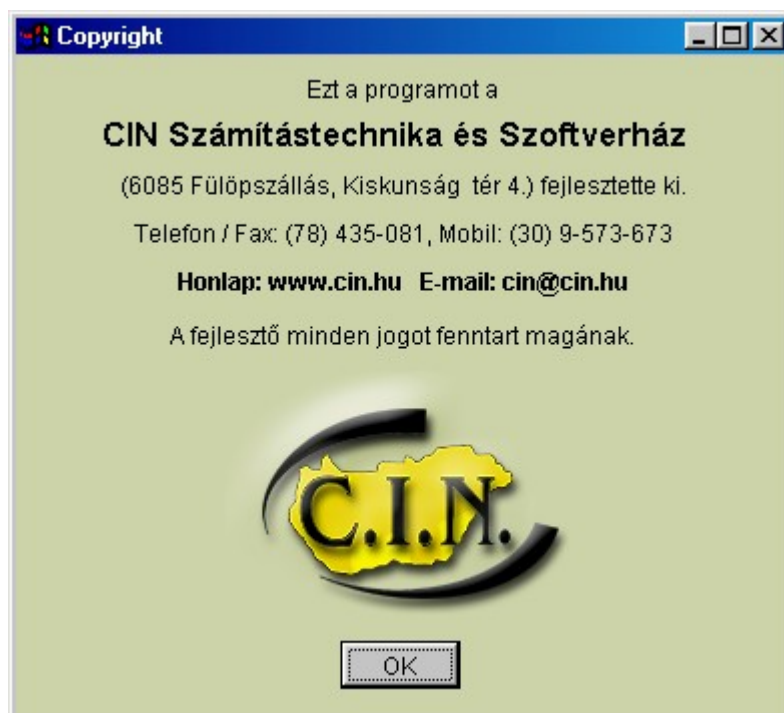 Copyright
Ezt a programot a
CIN Számítástechnika és Szoftverház
(6085 Fülöpszállás, Kiskunság tér 4.) fejlesztette ki.
Telefon / Fax: (78) 435-081, Mobil: (30) 9-573-673
Honlap: www.cin.hu E-mail: cin@cin.hu
A fejlesztő minden jogot fenntart magának.
C.I.N.
OK